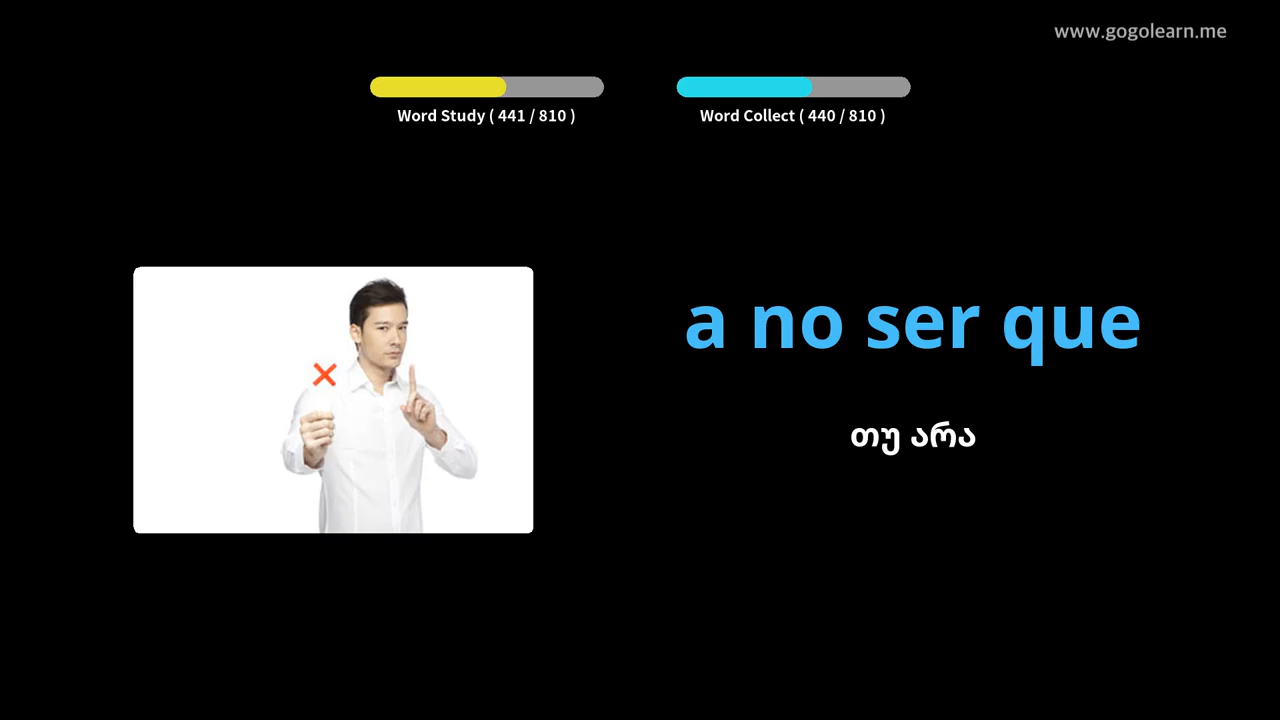 www.gogolearn.me
Word Study ( 441 / 810 )
Word Collect ( 440 / 810 )
a no ser que
თუ არა